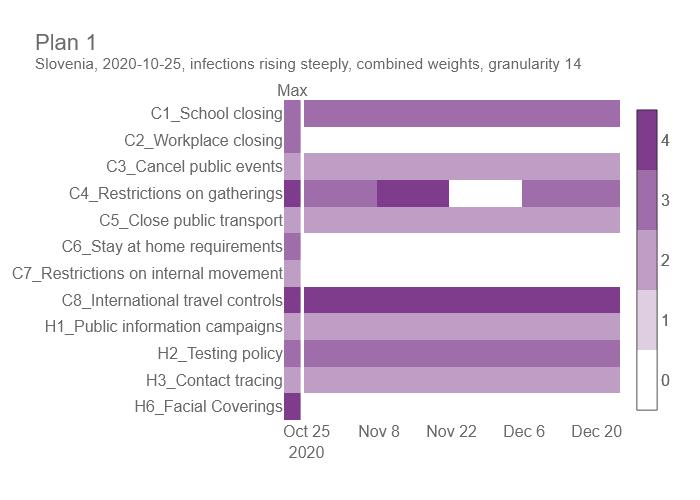 Plan 1
Slovenia, 2020-10-25, infections rising steeply, combined weights, granularity 14
Max
C1_School closing
C2_Workplace closing
C3_Cancel public events
C4_Restrictions on gatherings
C5_Close public transport
C6_Stay at home requirements
C7_Restrictions on internal movement
C8_International travel controls
H1_Public information campaigns
H2_Testing policy
H3_Contact tracing
H6_Facial Coverings
Oct 25 Nov 8 Nov 22 Dec 6 Dec 20
2020
4
3
2
1
0